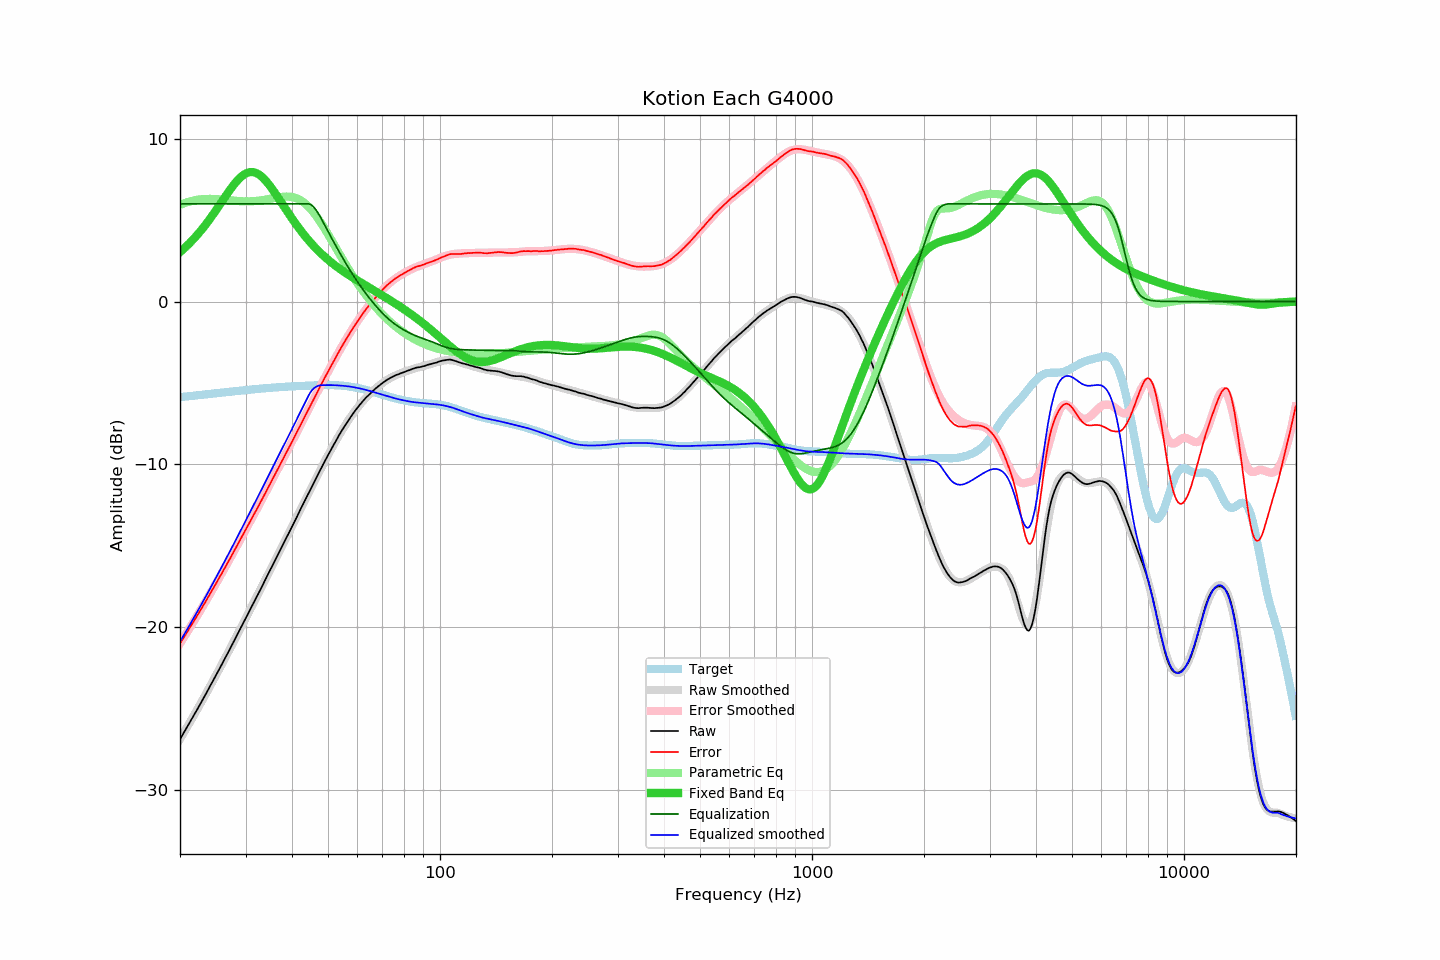 Kotion Each G4000
10
0
−10
−20
−30
Amplitude (dBr)
Target
Raw Smoothed
Error Smoothed
Raw
Error
Parametric Eq
Fixed Band Eq
Equalization
Equalized smoothed
100
1000
10000
Frequency (Hz)